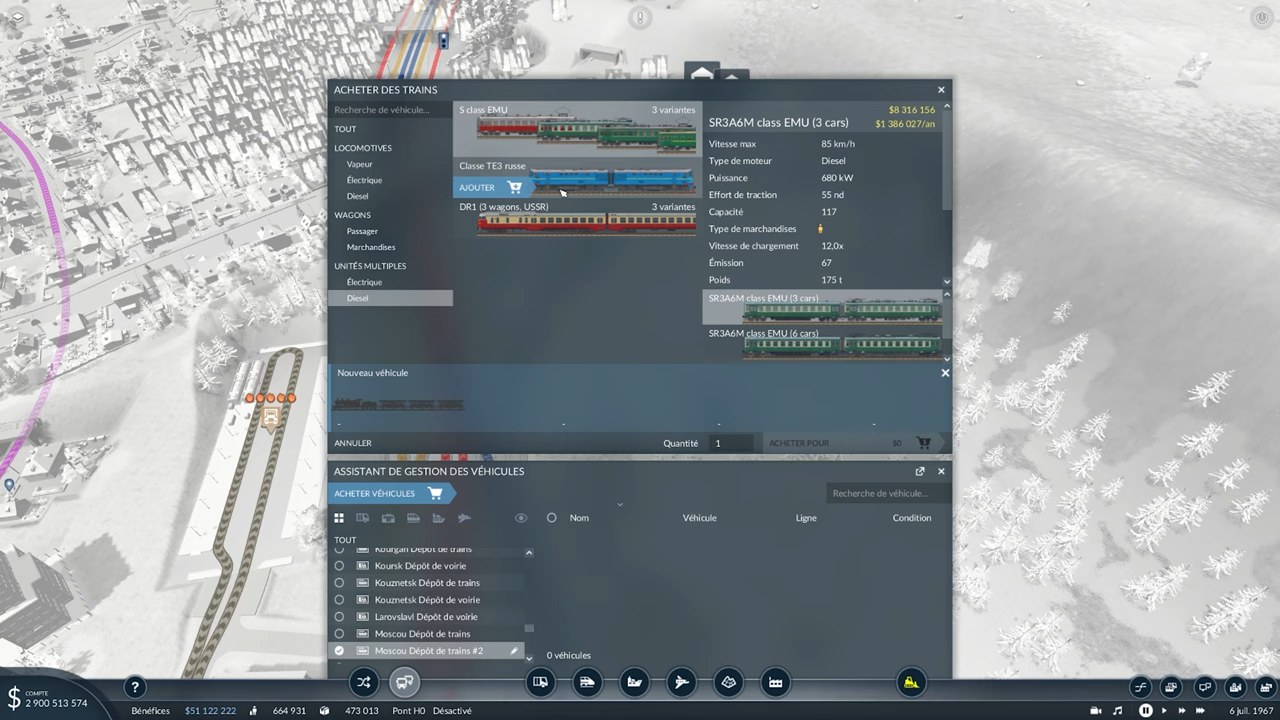 ACHETER DES TRAINS
Recherche de véhicule...
TOUT
LOCOMOTIVES
Vapeur
Électrique
Diesel
WAGONS
Passager
Marchandises
UNITÉS MULTIPLES
Électrique
Diesel
S class EMU 3 variantes
Classe TE3 russe
AJOUTER
DR1 (3 wagons, USSR) 3 variantes
$8 316 156
SR3A6M class EMU (3 cars) $1 386 027/an
Vitesse max 85 km/h
Type de moteur Diesel
Puissance 680 kW
Effort de traction 55 nd
Capacité 117
Type de marchandises
Vitesse de chargement 12,0x
Émission 67
Poids 175 t
SR3A6M class EMU (3 cars)
SR3A6M class EMU (6 cars)
Nouveau véhicule
- - - -
ANNULER Quantité 1 ACHETER POUR $0
ASSISTANT DE GESTION DES VÉHICULES
ACHETER VÉHICULES Recherche de véhicule...
Nom Véhicule Ligne Condition
TOUT
Kourgan Dépôt de trains
Koursk Dépôt de voirie
Kouznetsk Dépôt de trains
Kouznetsk Dépôt de voirie
Larovslavl Dépôt de voirie
Moscou Dépôt de trains
Moscou Dépôt de trains #2
0 véhicules
$ COMPTE
2 900 513 574
?
Bénéfices $51 122 222 664 931 473 013 Pont H0 Désactivé 6 juil. 1967